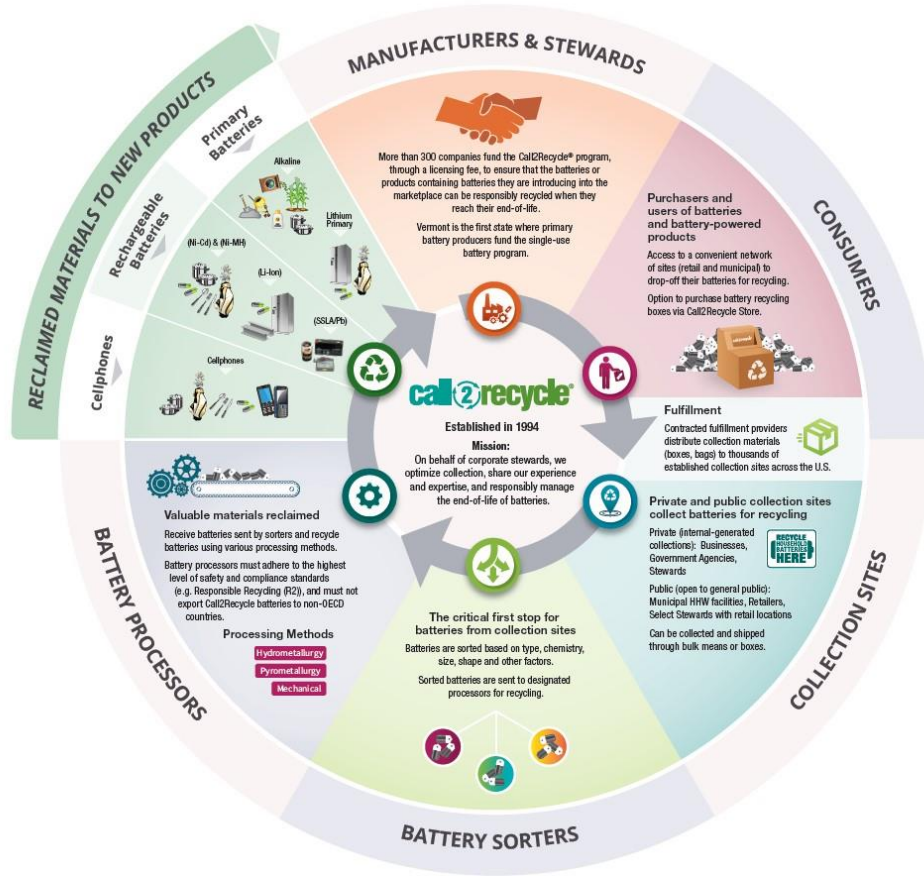 MANUFACTURERS & STEWARDS
More than 300 companies fund the Call2Recycle® program,
through a licensing fee, to ensure that the batteries or
products containing batteries they are introducing into the
marketplace can be responsibly recycled when they
reach their end-of-life.
Vermont is the first state where primary
battery producers fund the single-use
battery program.
CONSUMERS
Purchasers and
users of batteries
and battery-powered
products
Access to a convenient network
of sites (retail and municipal) to
drop-off their batteries for recycling.
Option to purchase battery recycling
boxes via Call2Recycle Store.
Fulfillment
Contracted fulfillment providers
distribute collection materials
(boxes, bags) to thousands of
established collection sites across the U.S.
COLLECTION SITES
Private and public collection sites
collect batteries for recycling
Private (internal-generated
collections): Businesses,
Government Agencies,
Stewards
RECYCLE
HOUSEHOLD
BATTERIES
HERE
Public (open to general public):
Municipal HHW facilities, Retailers,
Select Stewards with retail locations
Can be collected and shipped
through bulk means or boxes.
BATTERY SORTERS
The critical first stop for
batteries from collection sites
Batteries are sorted based on type, chemistry,
size, shape and other factors.
Sorted batteries are sent to designated
processors for recycling.
BATTERY PROCESSORS
Valuable materials reclaimed
Receive batteries sent by sorters and recycle
batteries using various processing methods.
Battery processors must adhere to the highest
level of safety and compliance standards
(e.g. Responsible Recycling (R2)), and must not
export Call2Recycle batteries to non-OECD
countries.
Processing Methods
Hydrometallurgy
Pyrometallurgy
Mechanical
RECLAIMED MATERIALS TO NEW PRODUCTS
Primary
Batteries
Alkaline
Lithium
Primary
Rechargeable
Batteries
(Ni-Cd) & (Ni-MH)
(Li-Ion)
(SSLA/Pb)
Cellphones
Cellphones
call2recycle®
Established in 1994
Mission:
On behalf of corporate stewards, we
optimize collection, share our experience
and expertise, and responsibly manage
the end-of-life of batteries.